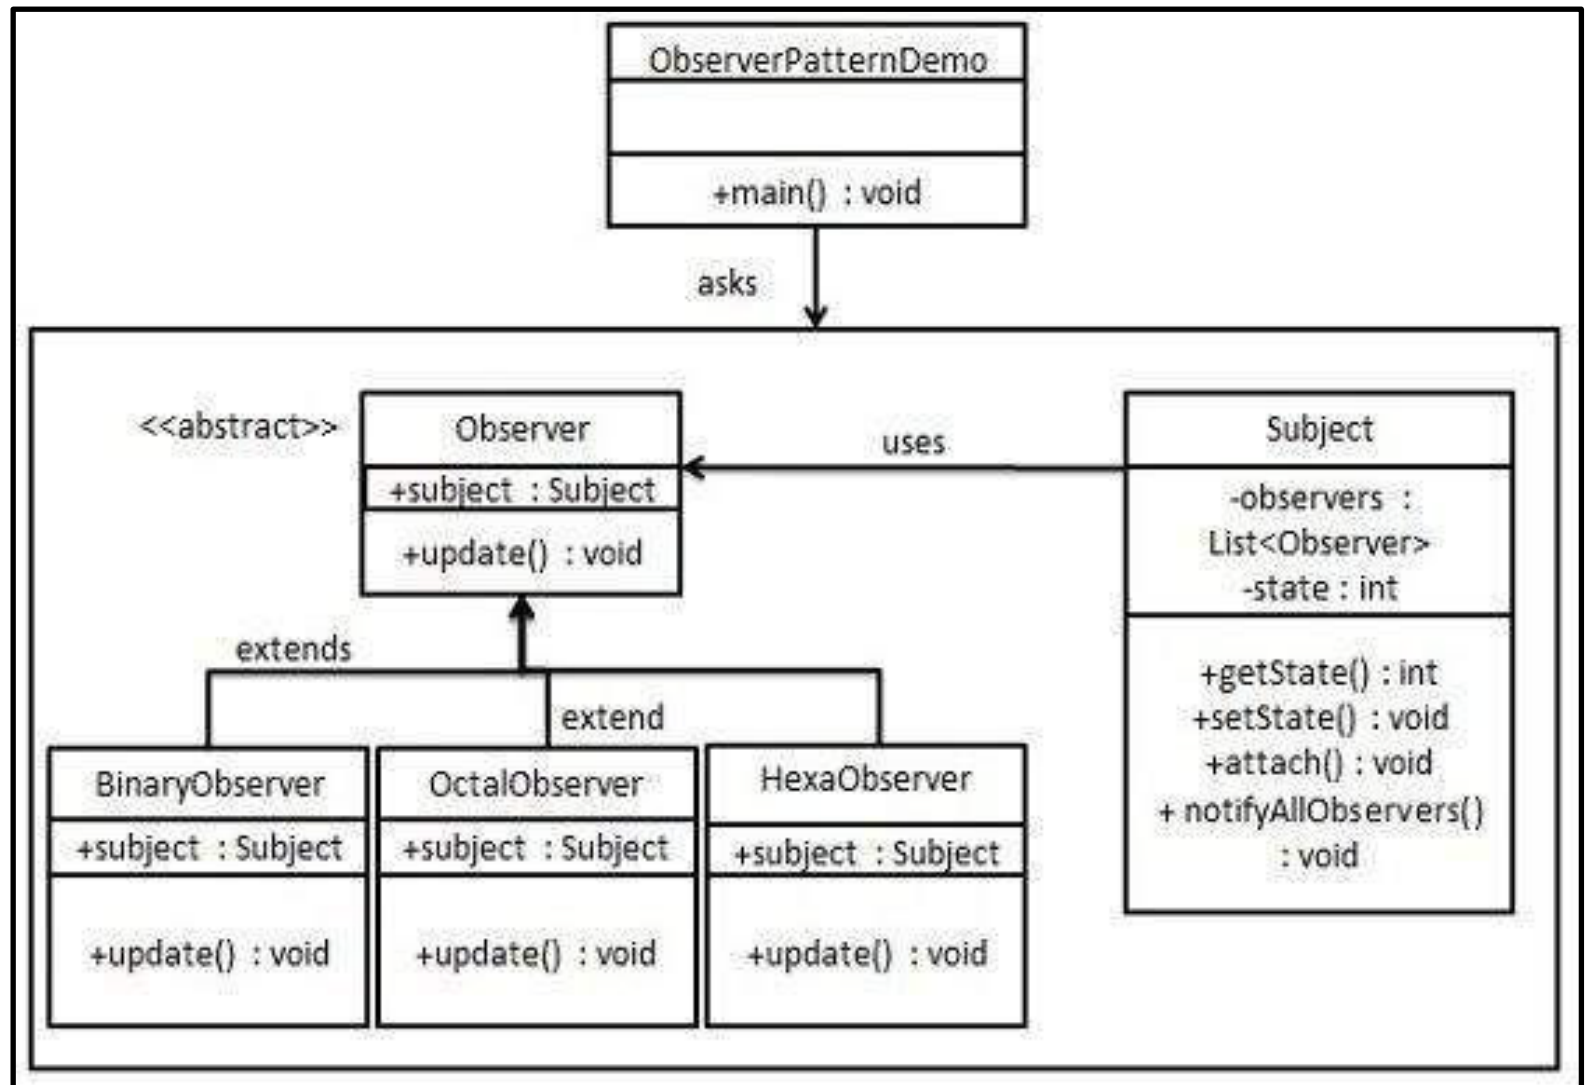 ObserverPatternDemo
+main() : void
asks
<<abstract>>
Observer
+subject : Subject
+update() : void
uses
Subject
-observers :
List<Observer>
-state : int
+getState() : int
+setState() : void
+attach() : void
+ notifyAllObservers()
: void
extends
extend
BinaryObserver
+subject : Subject
+update() : void
OctalObserver
+subject : Subject
+update() : void
HexaObserver
+subject : Subject
+update() : void